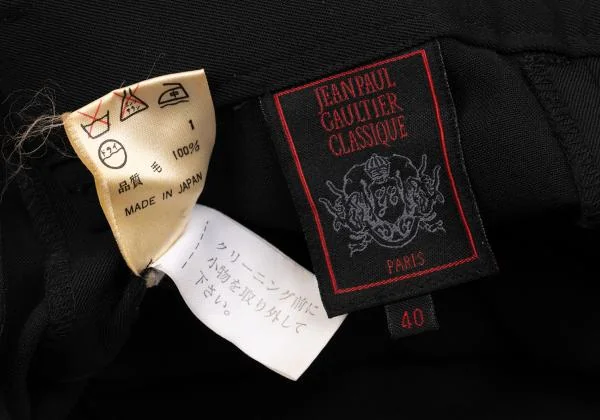 ドライ
1
毛 100%
品質
MADE IN JAPAN
クリーニング前に
小物を取り外して
下さい。
JEANPAUL
GAULTIER
CLASSIQUE
PARIS
40